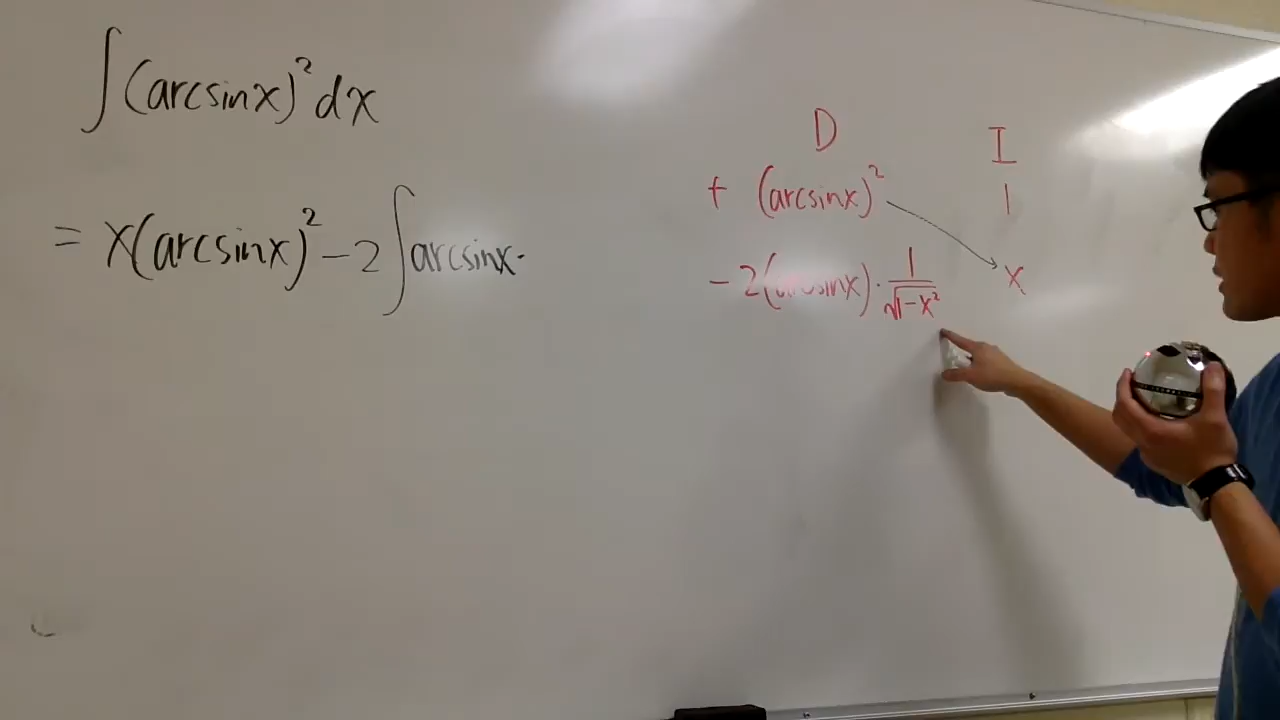 ∫(arcsinx)² dx
= x(arcsinx)² - 2∫arcsinx·
D I
+ (arcsinx)² 1
- 2(arcsinx)·1/√(1-x²) x